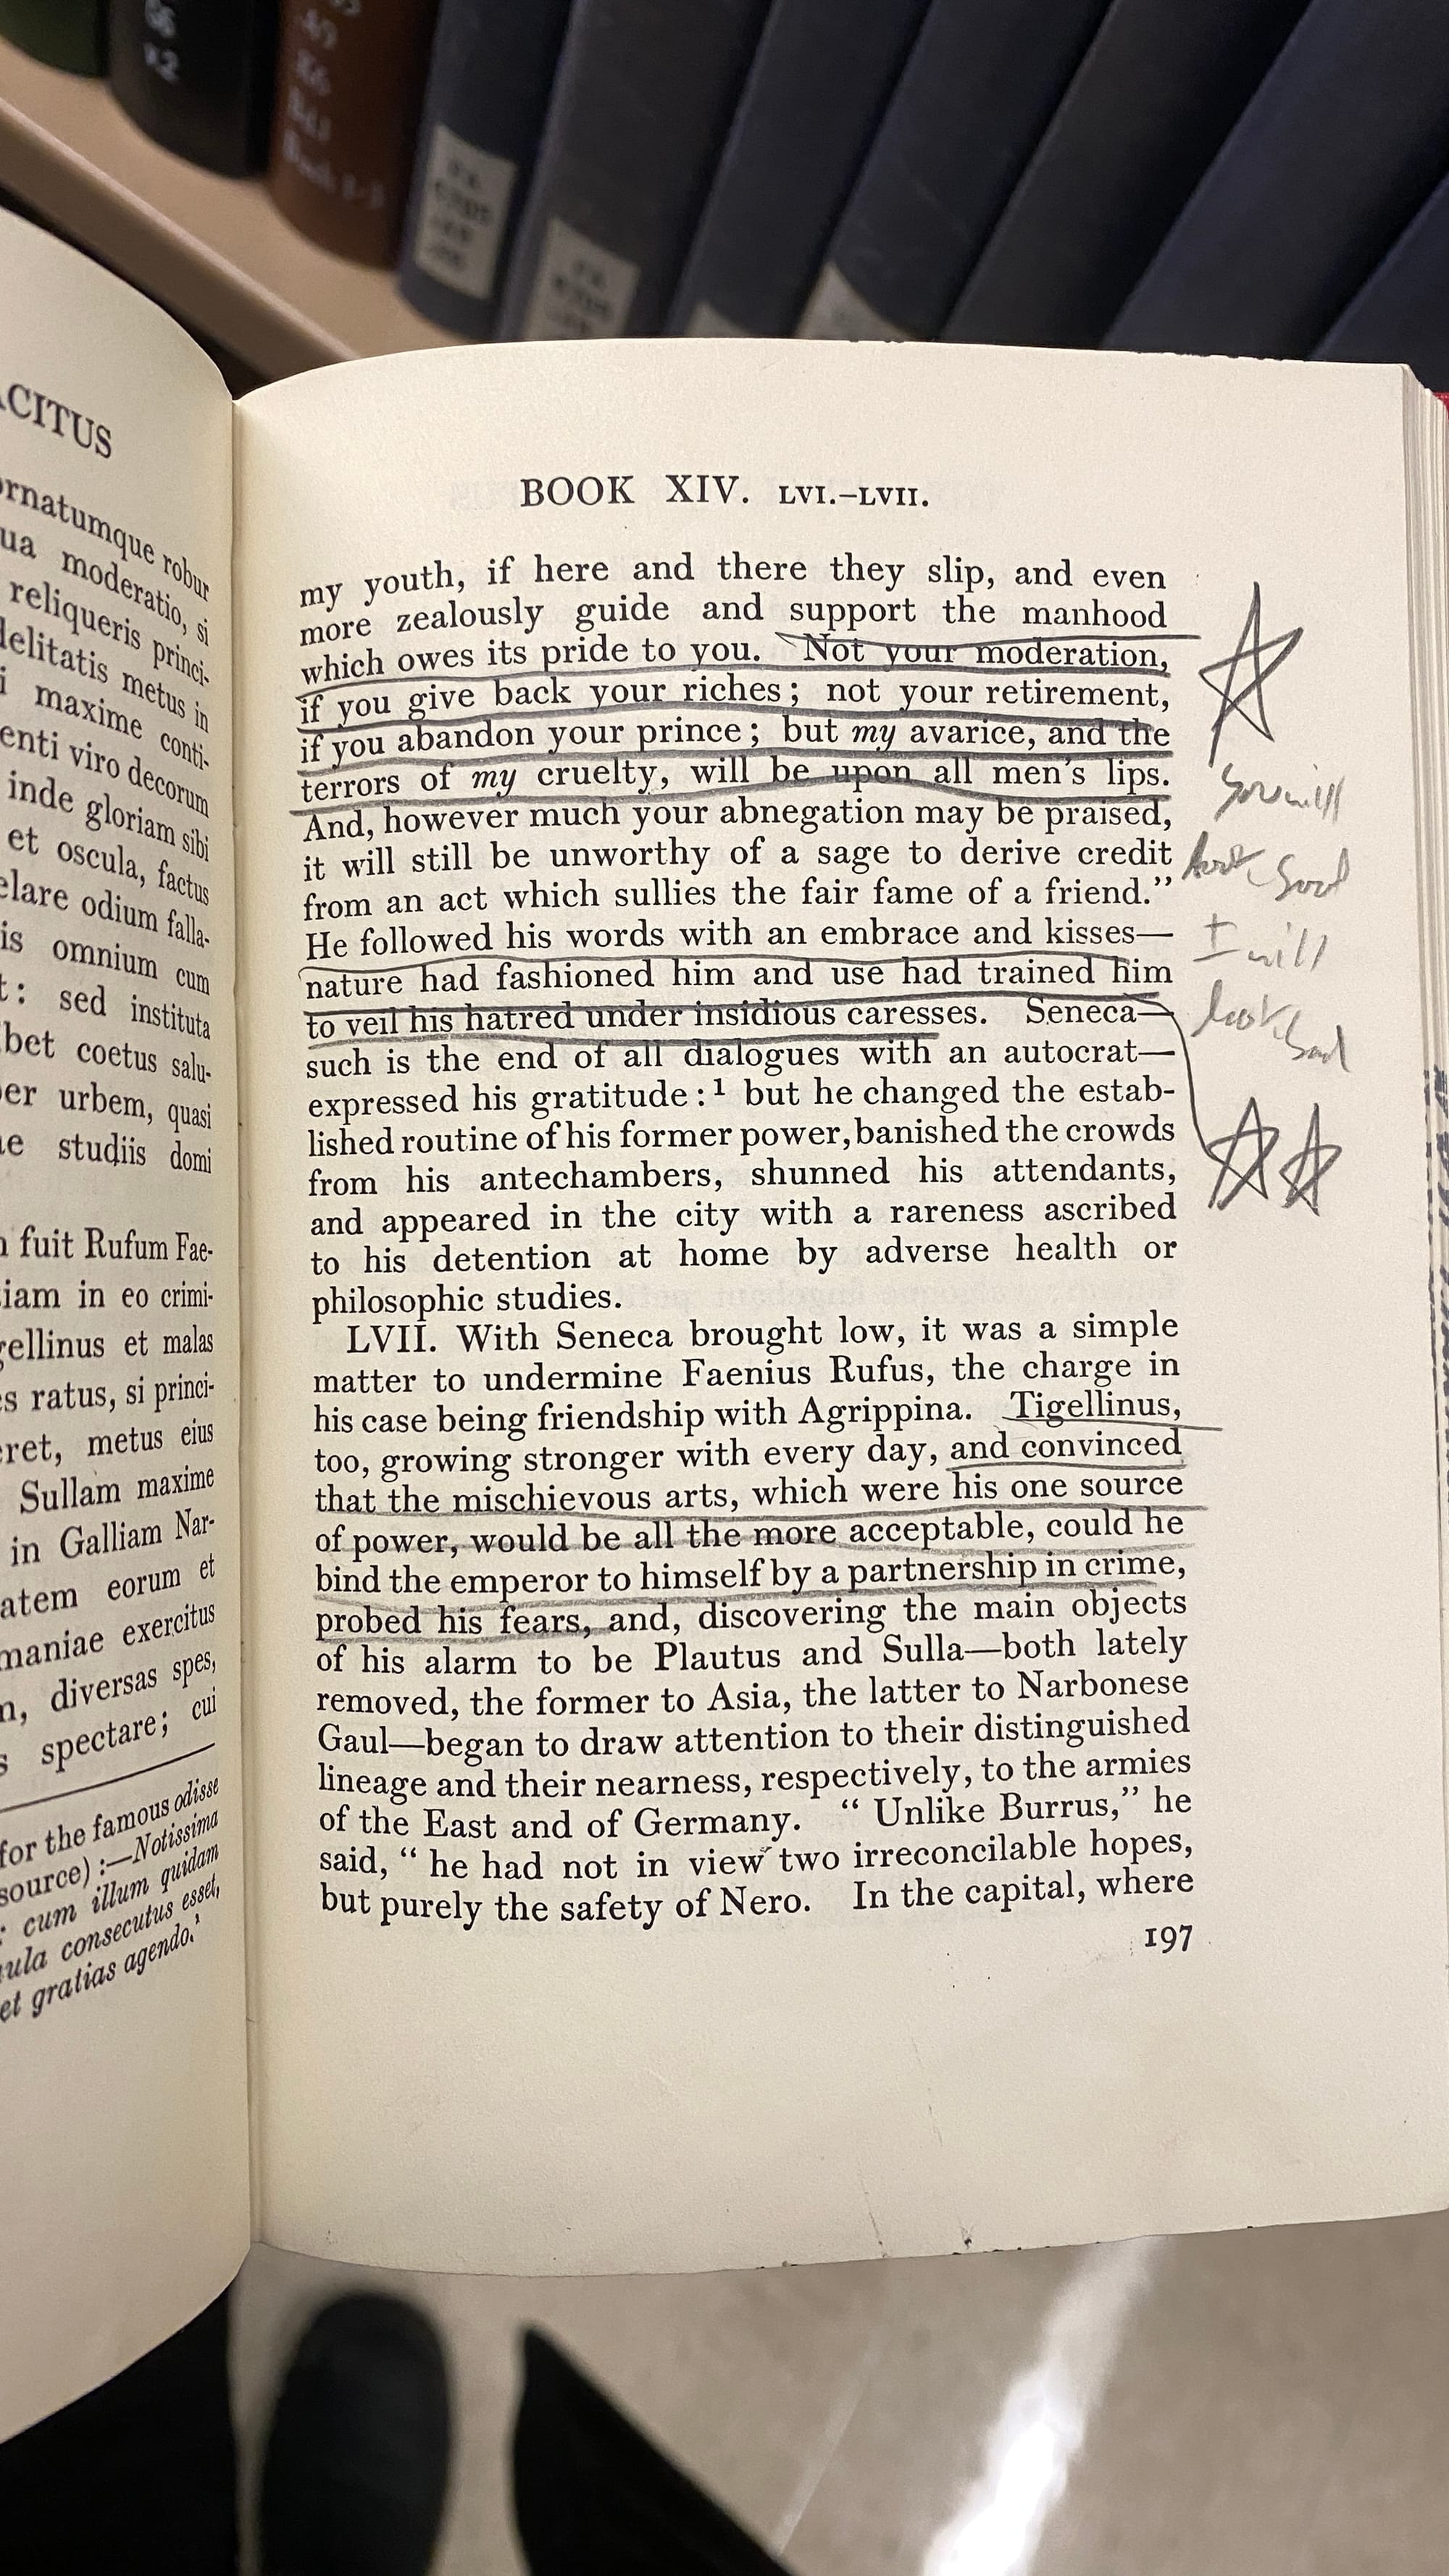 06
v.2
49
K6
Bd.1
Buch 1-3
ACITUS
ornatumque robur
ua moderatio, si
reliqueris princi-
delitatis metus in
i maxime conti-
enti viro decorum
inde gloriam sibi
et oscula, factus
elare odium falla-
is omnium cum
t: sed instituta
bet coetus salu-
er urbem, quasi
ae studiis domi
n fuit Rufum Fae-
iam in eo crimi-
gellinus et malas
s ratus, si princi-
eret, metus eius
Sullam maxime
in Galliam Nar-
atem eorum et
maniae exercitus
n, diversas spes,
s spectare; cui
for the famous odisse
source) :—Notissima
: cum illum quidam
aula consecutus esset,
et gratias agendo.'
BOOK XIV. LVI.–LVII.
my youth, if here and there they slip, and even
more zealously guide and support the manhood
which owes its pride to you. Not your moderation,
if you give back your riches; not your retirement,
if you abandon your prince; but my avarice, and the
terrors of my cruelty, will be upon all men's lips.
And, however much your abnegation may be praised,
it will still be unworthy of a sage to derive credit
from an act which sullies the fair fame of a friend."
He followed his words with an embrace and kisses—
nature had fashioned him and use had trained him
to veil his hatred under insidious caresses. Seneca—
such is the end of all dialogues with an autocrat—
expressed his gratitude:¹ but he changed the estab-
lished routine of his former power, banished the crowds
from his antechambers, shunned his attendants,
and appeared in the city with a rareness ascribed
to his detention at home by adverse health or
philosophic studies.
LVII. With Seneca brought low, it was a simple
matter to undermine Faenius Rufus, the charge in
his case being friendship with Agrippina. Tigellinus,
too, growing stronger with every day, and convinced
that the mischievous arts, which were his one source
of power, would be all the more acceptable, could he
bind the emperor to himself by a partnership in crime,
probed his fears, and, discovering the main objects
of his alarm to be Plautus and Sulla—both lately
removed, the former to Asia, the latter to Narbonese
Gaul—began to draw attention to their distinguished
lineage and their nearness, respectively, to the armies
of the East and of Germany. "Unlike Burrus," he
said, "he had not in view two irreconcilable hopes,
but purely the safety of Nero. In the capital, where
197
you will
look good
I will
look bad